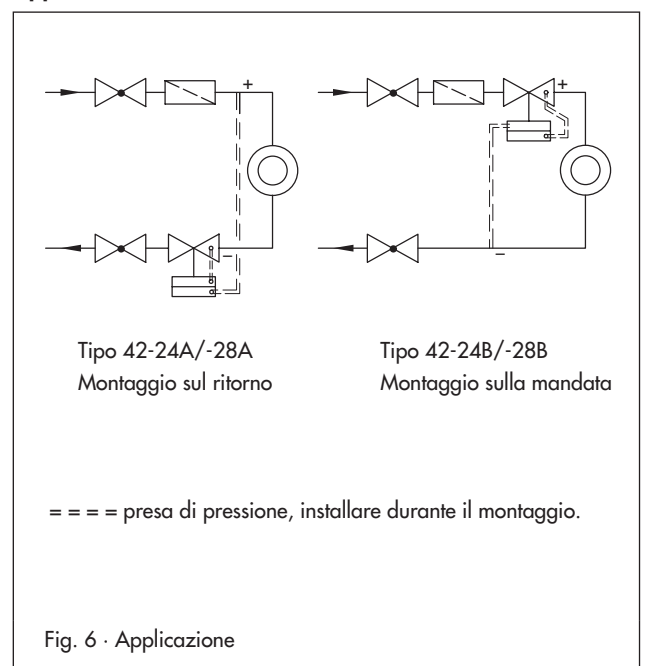 +
+
–
–
Tipo 42-24A/-28A
Montaggio sul ritorno
Tipo 42-24B/-28B
Montaggio sulla mandata
= = = = presa di pressione, installare durante il montaggio.
Fig. 6 · Applicazione